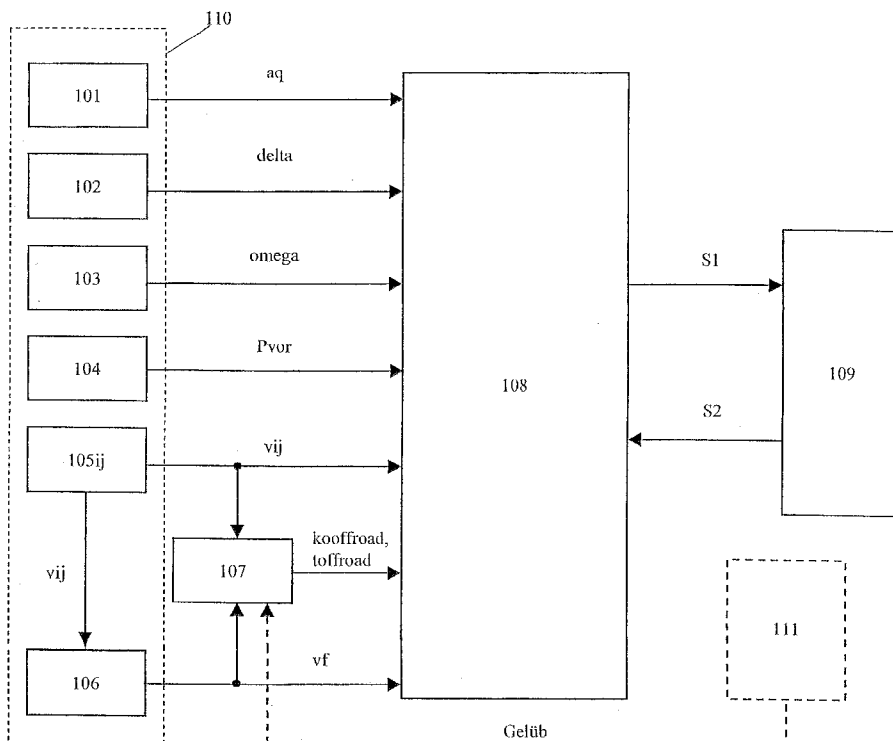 110
101
aq
102
delta
103
omega
S1
104
Pvor
108
109
S2
105ij
vij
kooffroad,
toffroad
107
vij
111
106
vf
Gelüb